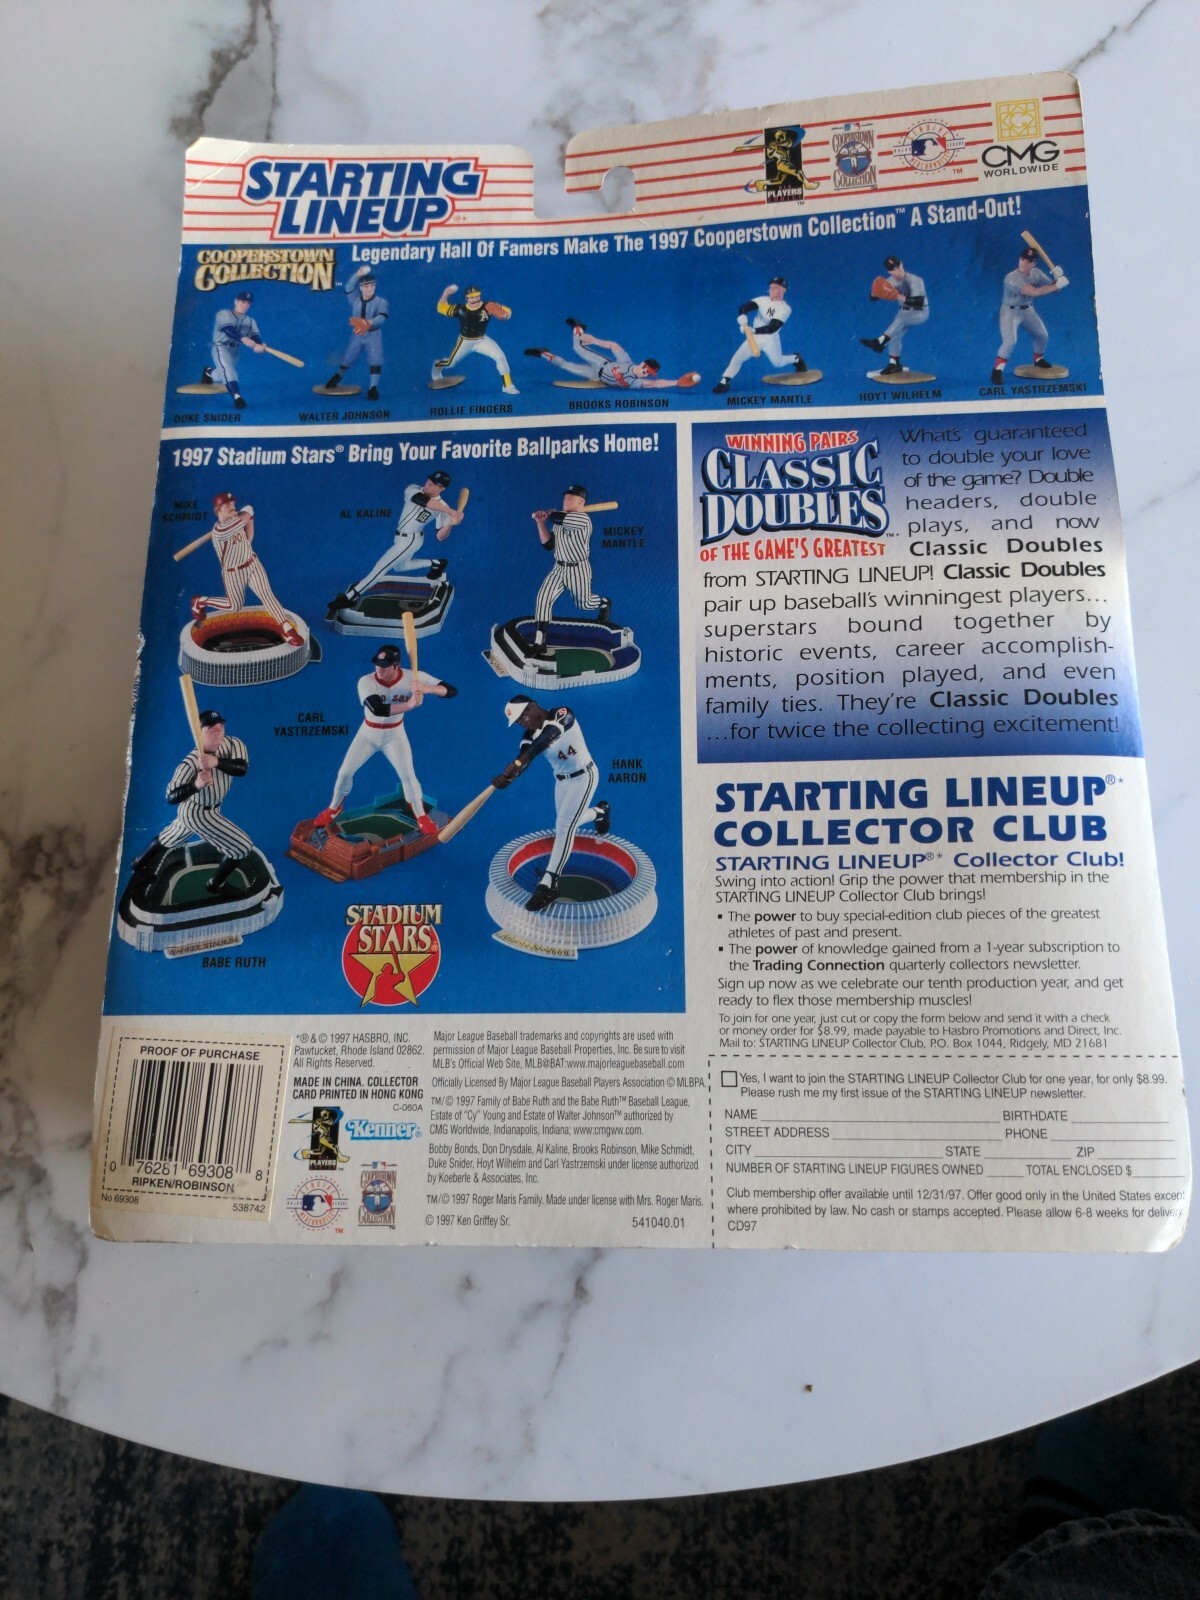 STARTING
LINEUP®*
PLAYERS
CHOICE
TM
COOPERSTOWN
COLLECTION
TM
GENUINE
MAJOR LEAGUE
MERCHANDISE
TM
CMG
WORLDWIDE
COOPERSTOWN
COLLECTION™
Legendary Hall Of Famers Make The 1997 Cooperstown Collection™ A Stand-Out!
DUKE SNIDER
WALTER JOHNSON
ROLLIE FINGERS
BROOKS ROBINSON
MICKEY MANTLE
HOYT WILHELM
CARL YASTRZEMSKI
1997 Stadium Stars® Bring Your Favorite Ballparks Home!
MIKE
SCHMIDT
AL KALINE
MICKEY
MANTLE
CARL
YASTRZEMSKI
44
HANK
AARON
YANKEE STADIUM
BABE RUTH
STADIUM
STARS®
WINNING PAIRS
CLASSIC
DOUBLES™
OF THE GAME'S GREATEST
What's guaranteed
to double your love
of the game? Double
headers, double
plays, and now
Classic Doubles
from STARTING LINEUP! Classic Doubles
pair up baseball's winningest players...
superstars bound together by
historic events, career accomplish-
ments, position played, and even
family ties. They're Classic Doubles
...for twice the collecting excitement!
STARTING LINEUP®*
COLLECTOR CLUB
STARTING LINEUP®* Collector Club!
Swing into action! Grip the power that membership in the
STARTING LINEUP Collector Club brings!
▪ The power to buy special-edition club pieces of the greatest
athletes of past and present.
▪ The power of knowledge gained from a 1-year subscription to
the Trading Connection quarterly collectors newsletter.
Sign up now as we celebrate our tenth production year, and get
ready to flex those membership muscles!
To join for one year, just cut or copy the form below and send it with a check
or money order for $8.99, made payable to Hasbro Promotions and Direct, Inc.
Mail to: STARTING LINEUP Collector Club, P.O. Box 1044, Ridgely, MD 21681
Yes, I want to join the STARTING LINEUP Collector Club for one year, for only $8.99.
Please rush me my first issue of the STARTING LINEUP newsletter.
NAME BIRTHDATE
STREET ADDRESS PHONE
CITY STATE ZIP
NUMBER OF STARTING LINEUP FIGURES OWNED TOTAL ENCLOSED $
Club membership offer available until 12/31/97. Offer good only in the United States except
where prohibited by law. No cash or stamps accepted. Please allow 6-8 weeks for delivery.
CD97
PROOF OF PURCHASE
0 76281 69308 8
RIPKEN/ROBINSON
No 69308
538742
*® & © 1997 HASBRO, INC.
Pawtucket, Rhode Island 02862.
All Rights Reserved.
MADE IN CHINA. COLLECTOR
CARD PRINTED IN HONG KONG
C-060A
PLAYERS
Kenner®
TM
COOPERSTOWN
COLLECTION
Major League Baseball trademarks and copyrights are used with
permission of Major League Baseball Properties, Inc. Be sure to visit
MLB's Official Web Site, MLB@BAT:www.majorleaguebaseball.com
Officially Licensed By Major League Baseball Players Association © MLBPA.
TM/© 1997 Family of Babe Ruth and the Babe Ruth™ Baseball League,
Estate of "Cy" Young and Estate of Walter Johnson™ authorized by
CMG Worldwide, Indianapolis, Indiana; www.cmgww.com.
Bobby Bonds, Don Drysdale, Al Kaline, Brooks Robinson, Mike Schmidt,
Duke Snider, Hoyt Wilhelm and Carl Yastrzemski under license authorized
by Koeberle & Associates, Inc.
TM/© 1997 Roger Maris Family. Made under license with Mrs. Roger Maris.
© 1997 Ken Griffey Sr.
541040.01